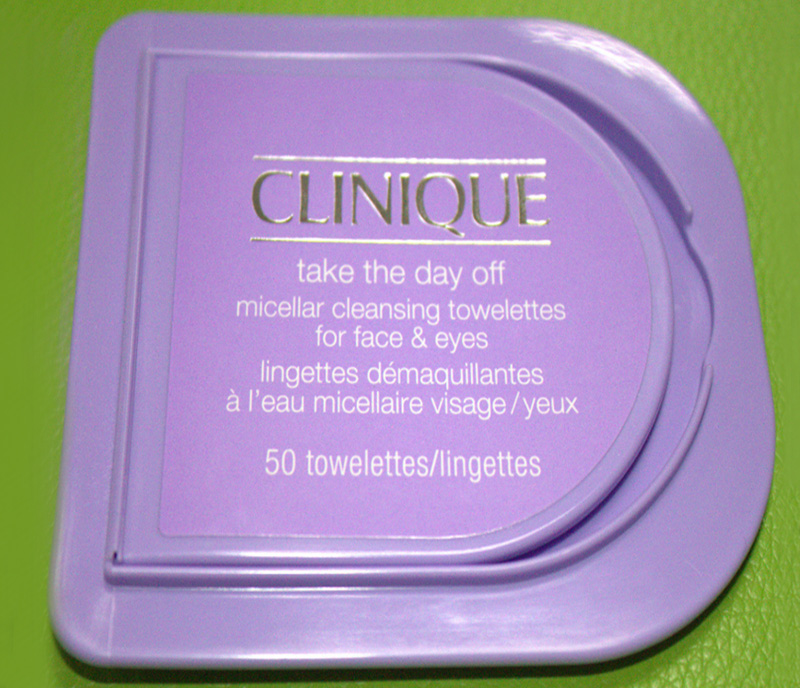 CLINIQUE
take the day off
micellar cleansing towelettes
for face & eyes
lingettes démaquillantes
à l'eau micellaire visage/yeux
50 towelettes/lingettes